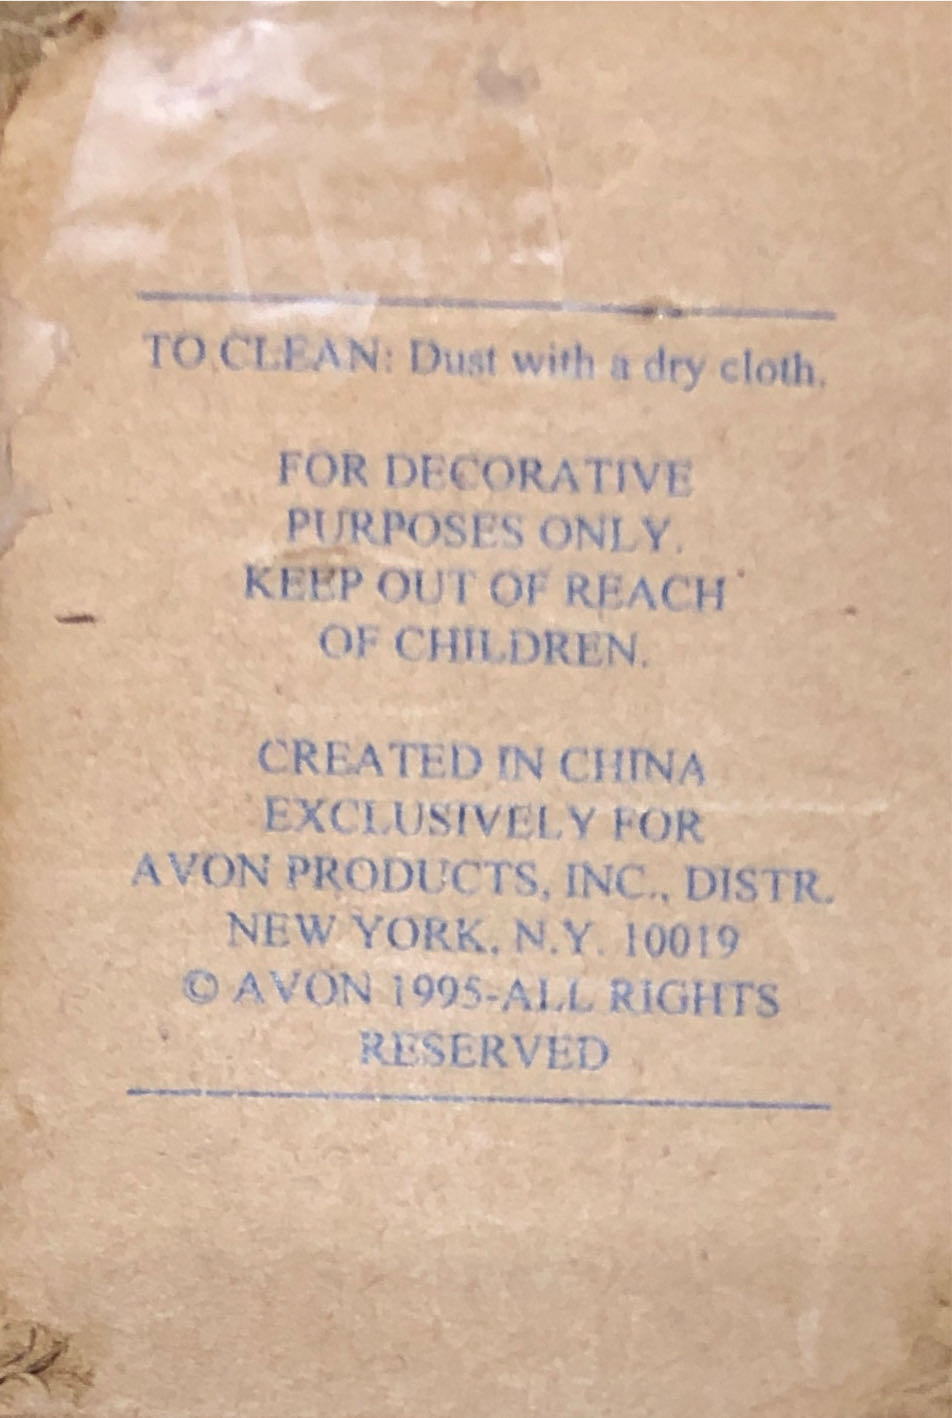 TO CLEAN: Dust with a dry cloth.
FOR DECORATIVE
PURPOSES ONLY.
KEEP OUT OF REACH
OF CHILDREN.
CREATED IN CHINA
EXCLUSIVELY FOR
AVON PRODUCTS, INC., DISTR.
NEW YORK, N.Y. 10019
© AVON 1995-ALL RIGHTS
RESERVED